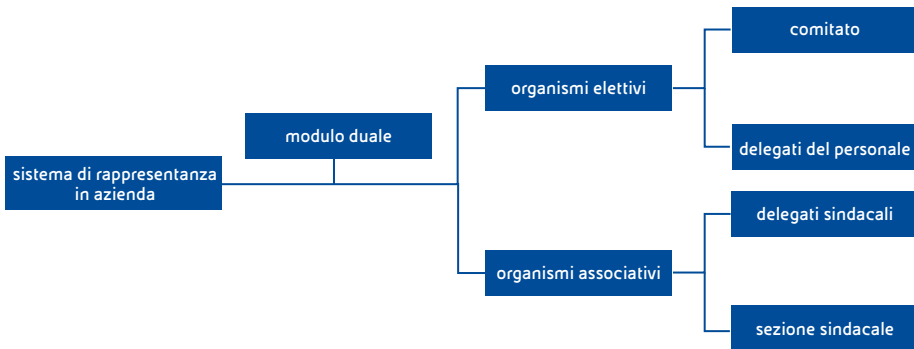 comitato
organismi elettivi
modulo duale
delegati del personale
sistema di rappresentanza
in azienda
delegati sindacali
organismi associativi
sezione sindacale